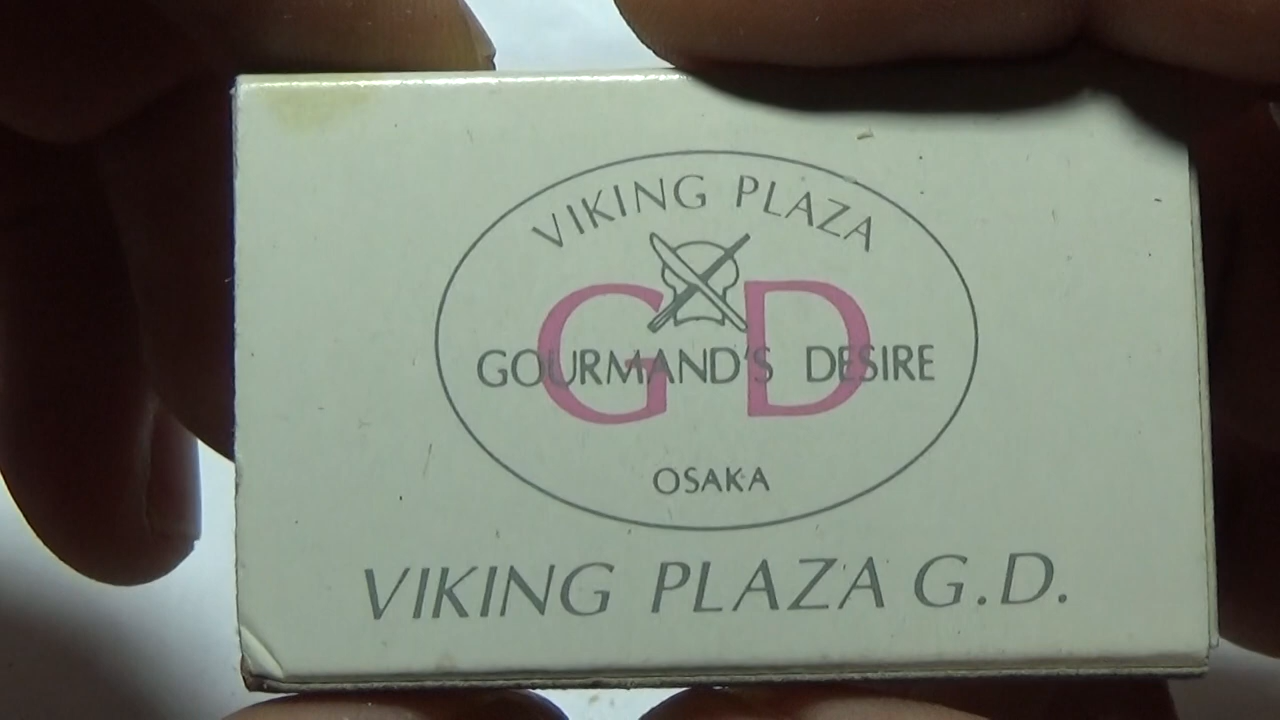 VIKING PLAZA
GD
GOURMAND'S DESIRE
OSAKA
VIKING PLAZA G.D.